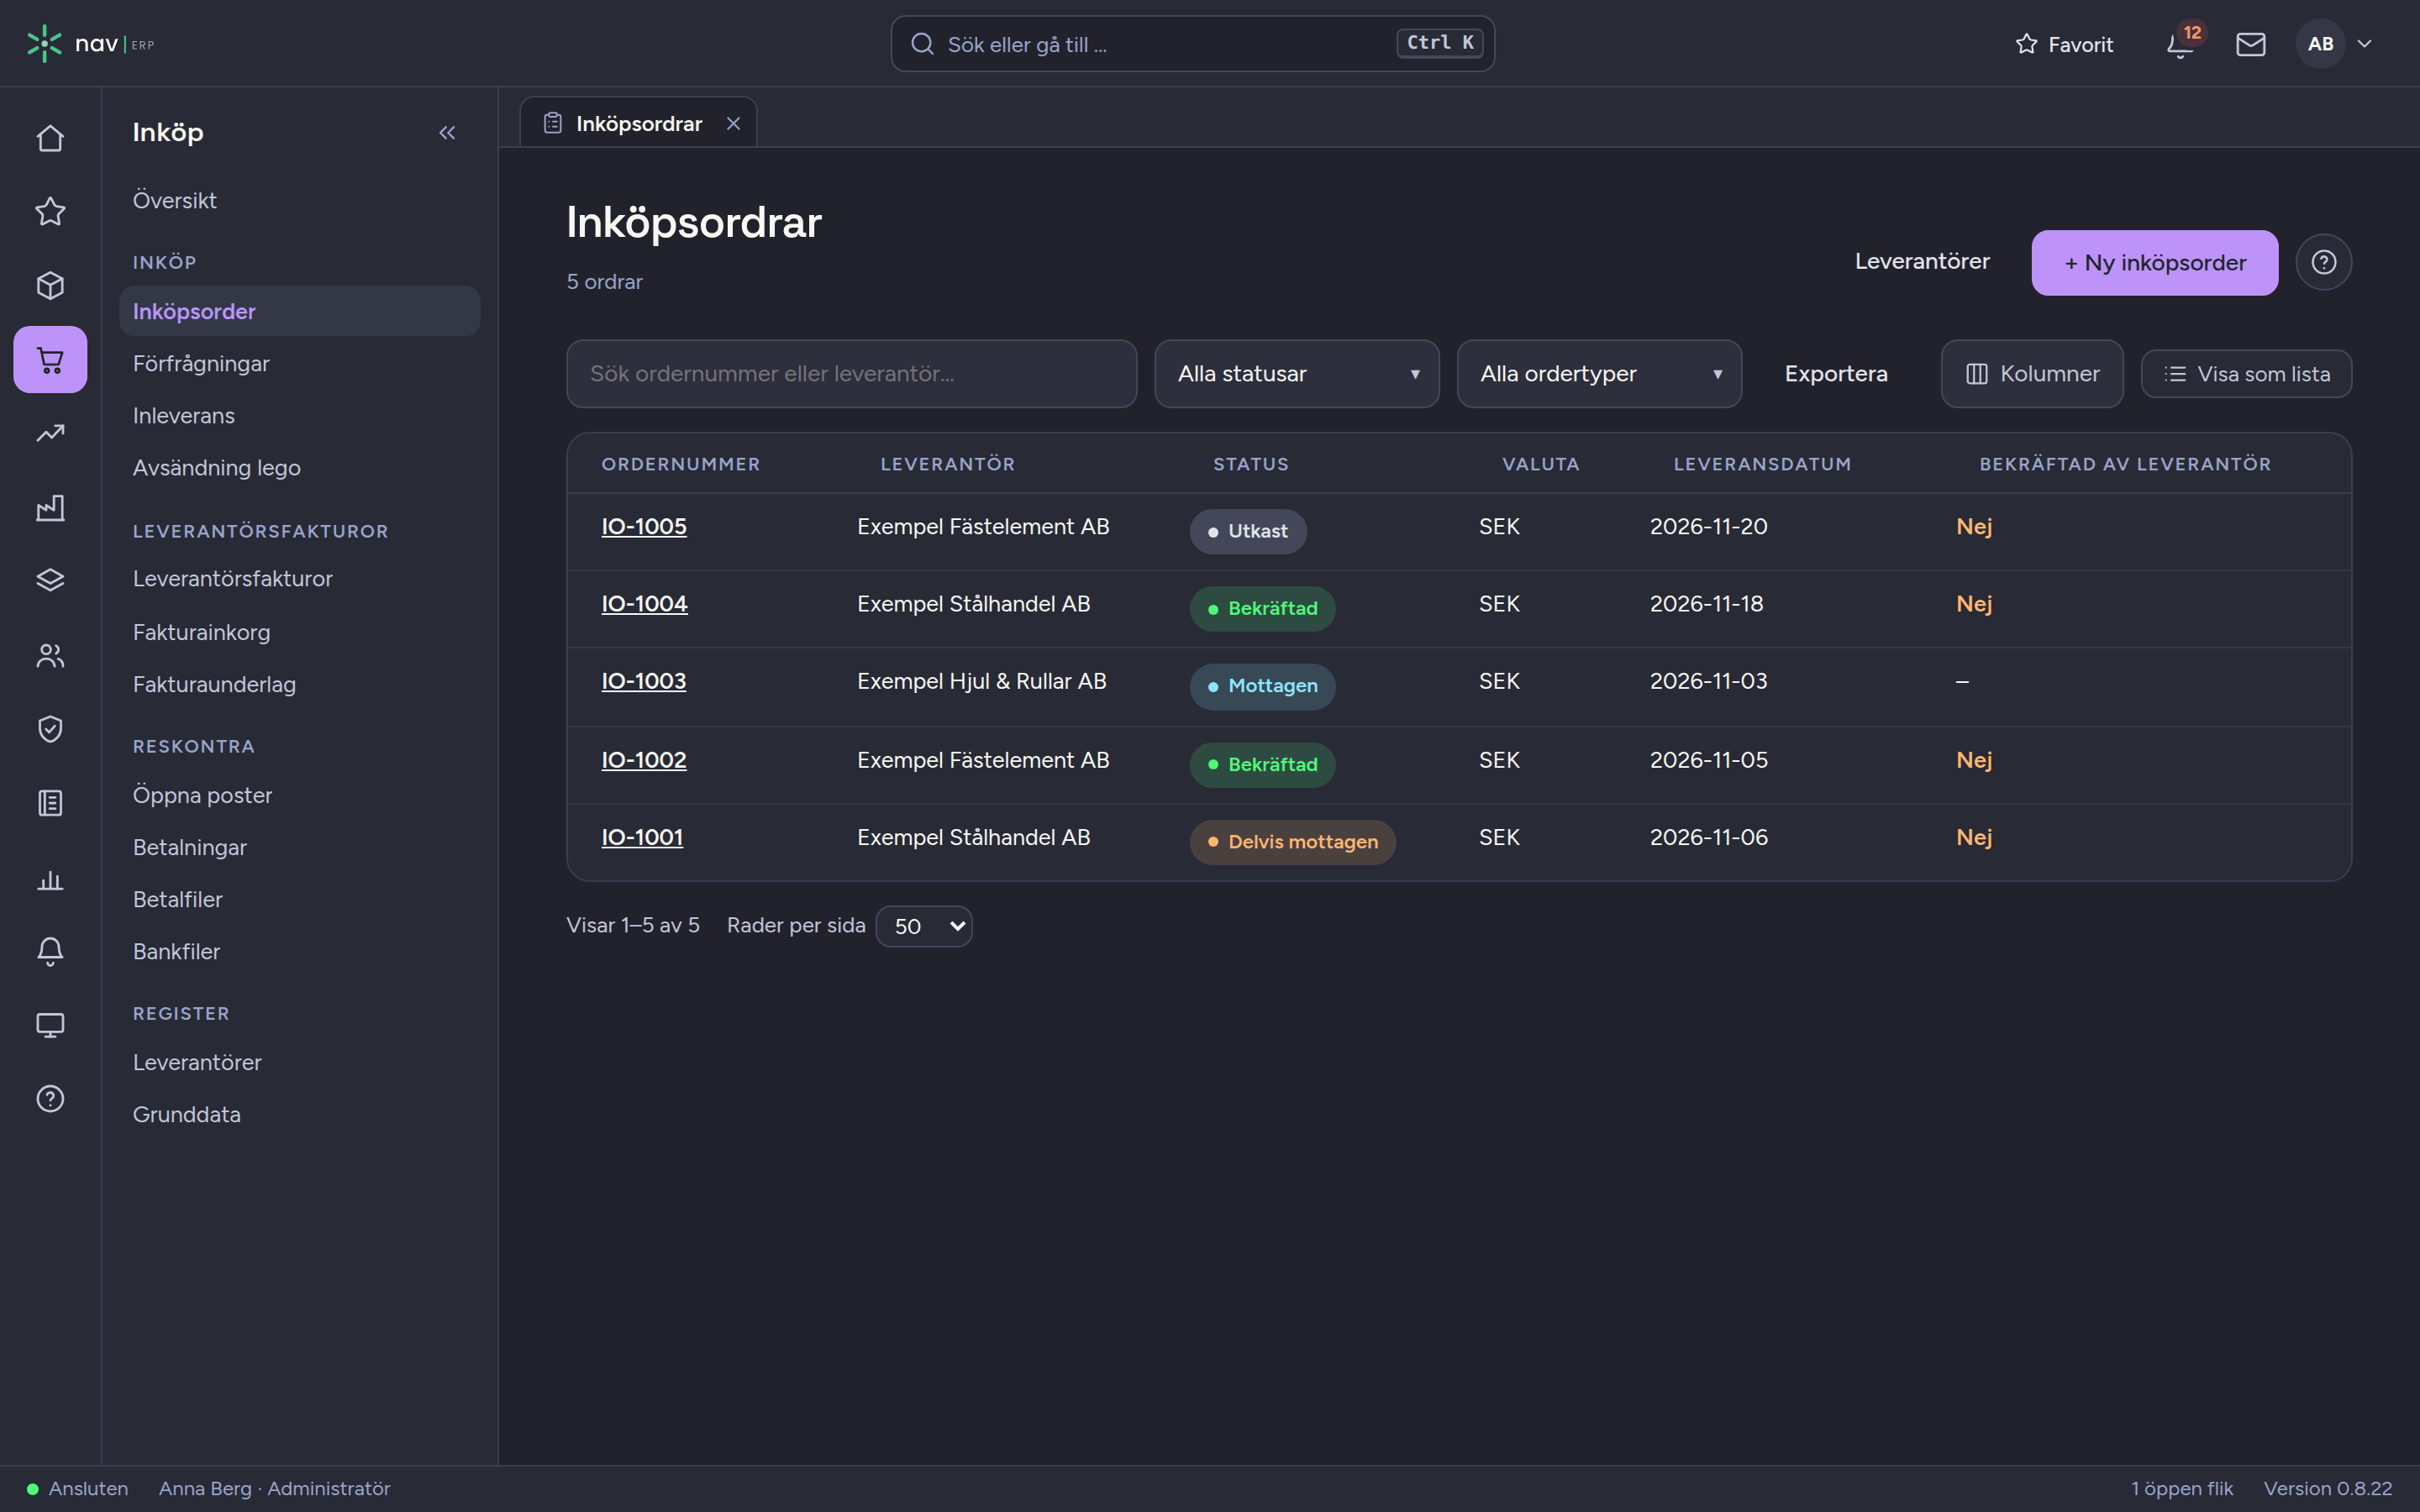 nav | ERP
Sök eller gå till ...
Ctrl K
Favorit
12
AB
Inköp
Översikt
INKÖP
Inköpsorder
Förfrågningar
Inleverans
Avsändning lego
LEVERANTÖRSFAKTUROR
Leverantörsfakturor
Fakturainkorg
Fakturaunderlag
RESKONTRA
Öppna poster
Betalningar
Betalfiler
Bankfiler
REGISTER
Leverantörer
Grunddata
Inköpsordrar
Inköpsordrar
5 ordrar
Leverantörer
+ Ny inköpsorder
Sök ordernummer eller leverantör...
Alla statusar
Alla ordertyper
Exportera
Kolumner
Visa som lista
ORDERNUMMER LEVERANTÖR STATUS VALUTA LEVERANSDATUM BEKRÄFTAD AV LEVERANTÖR
IO-1005 Exempel Fästelement AB Utkast SEK 2026-11-20 Nej
IO-1004 Exempel Stålhandel AB Bekräftad SEK 2026-11-18 Nej
IO-1003 Exempel Hjul & Rullar AB Mottagen SEK 2026-11-03 –
IO-1002 Exempel Fästelement AB Bekräftad SEK 2026-11-05 Nej
IO-1001 Exempel Stålhandel AB Delvis mottagen SEK 2026-11-06 Nej
Visar 1–5 av 5 Rader per sida 50
Ansluten Anna Berg · Administratör
1 öppen flik Version 0.8.22